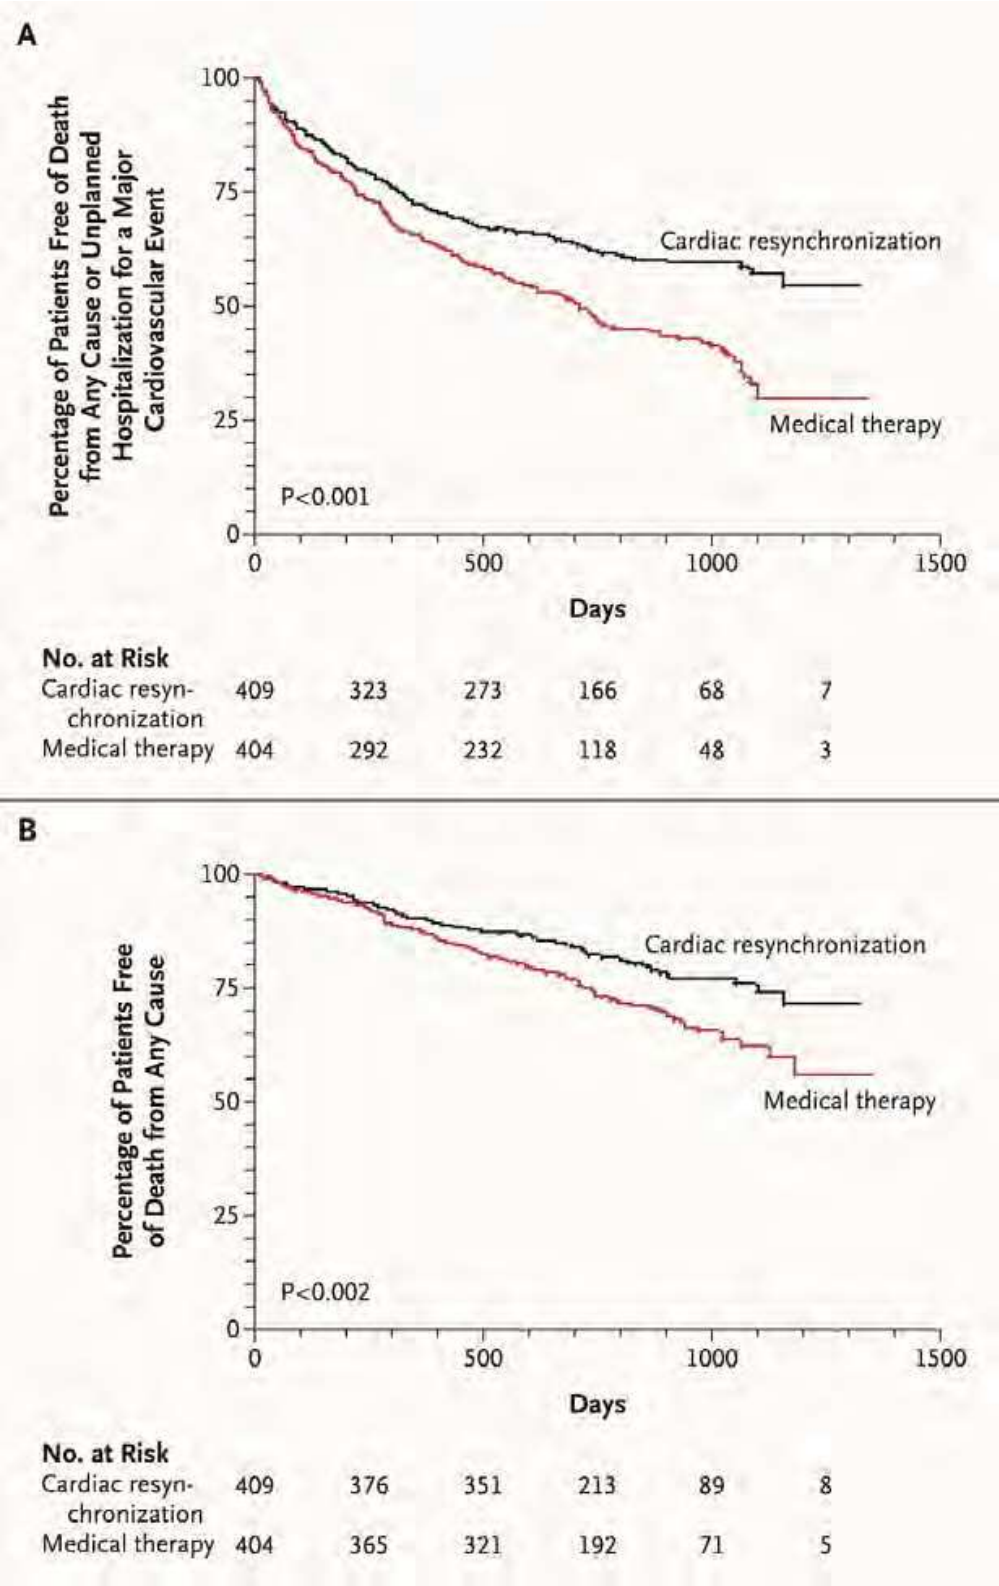 A
Percentage of Patients Free of Death
from Any Cause or Unplanned
Hospitalization for a Major
Cardiovascular Event
100
75
50
25
0
Cardiac resynchronization
Medical therapy
P<0.001
0 500 1000 1500
Days
No. at Risk
Cardiac resyn- 409 323 273 166 68 7
chronization
Medical therapy 404 292 232 118 48 3
B
Percentage of Patients Free
of Death from Any Cause
100
75
50
25
0
Cardiac resynchronization
Medical therapy
P<0.002
0 500 1000 1500
Days
No. at Risk
Cardiac resyn- 409 376 351 213 89 8
chronization
Medical therapy 404 365 321 192 71 5